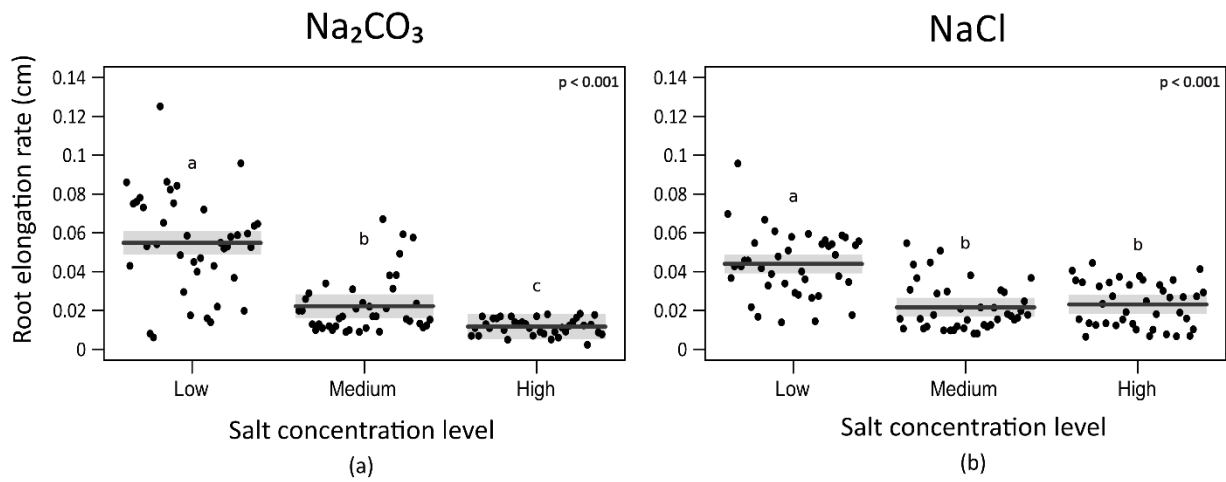 Na₂CO₃
NaCl
Root elongation rate (cm)
0.14
0.12
0.1
0.08
0.06
0.04
0.02
0
p < 0.001
a
b
c
Low
Medium
High
Salt concentration level
(a)
0.14
0.12
0.1
0.08
0.06
0.04
0.02
0
p < 0.001
a
b
b
Low
Medium
High
Salt concentration level
(b)